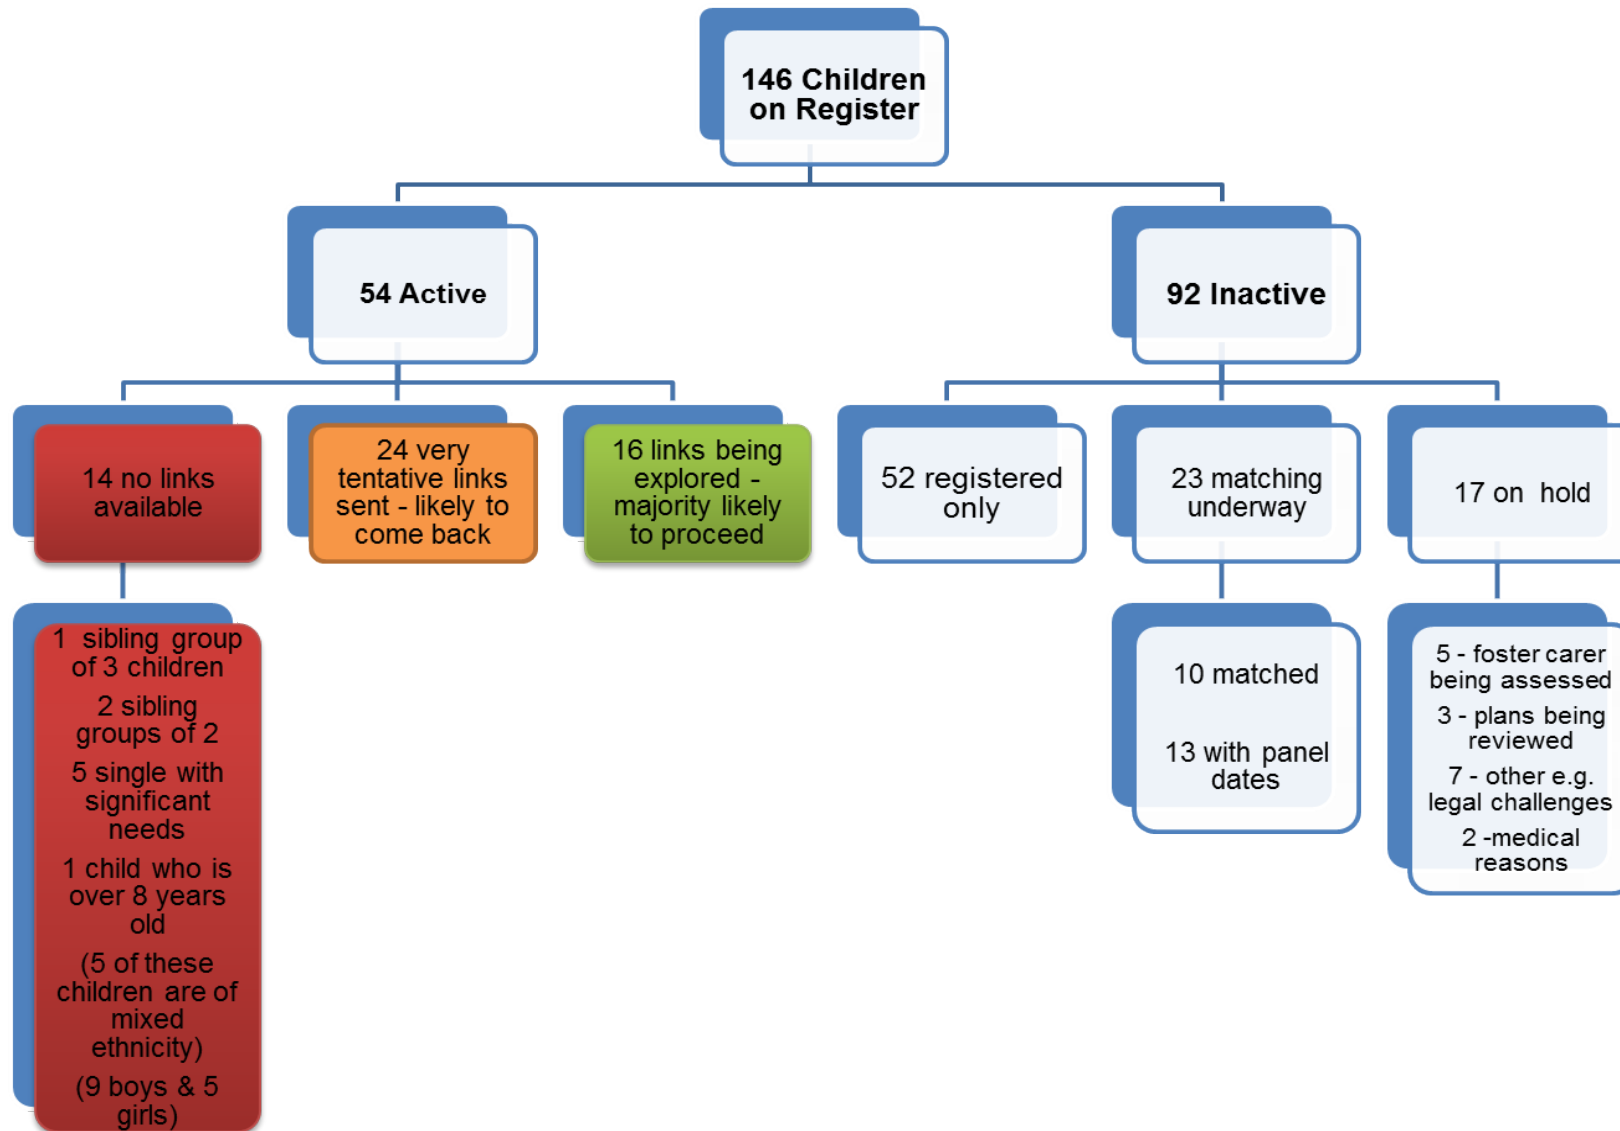 146 Children
on Register
54 Active
92 Inactive
14 no links
available
24 very
tentative links
sent - likely to
come back
16 links being
explored -
majority likely
to proceed
52 registered
only
23 matching
underway
17 on hold
1 sibling group
of 3 children
2 sibling
groups of 2
5 single with
significant
needs
1 child who is
over 8 years
old
(5 of these
children are of
mixed
ethnicity)
(9 boys & 5
girls)
10 matched
13 with panel
dates
5 - foster carer
being assessed
3 - plans being
reviewed
7 - other e.g.
legal challenges
2 -medical
reasons